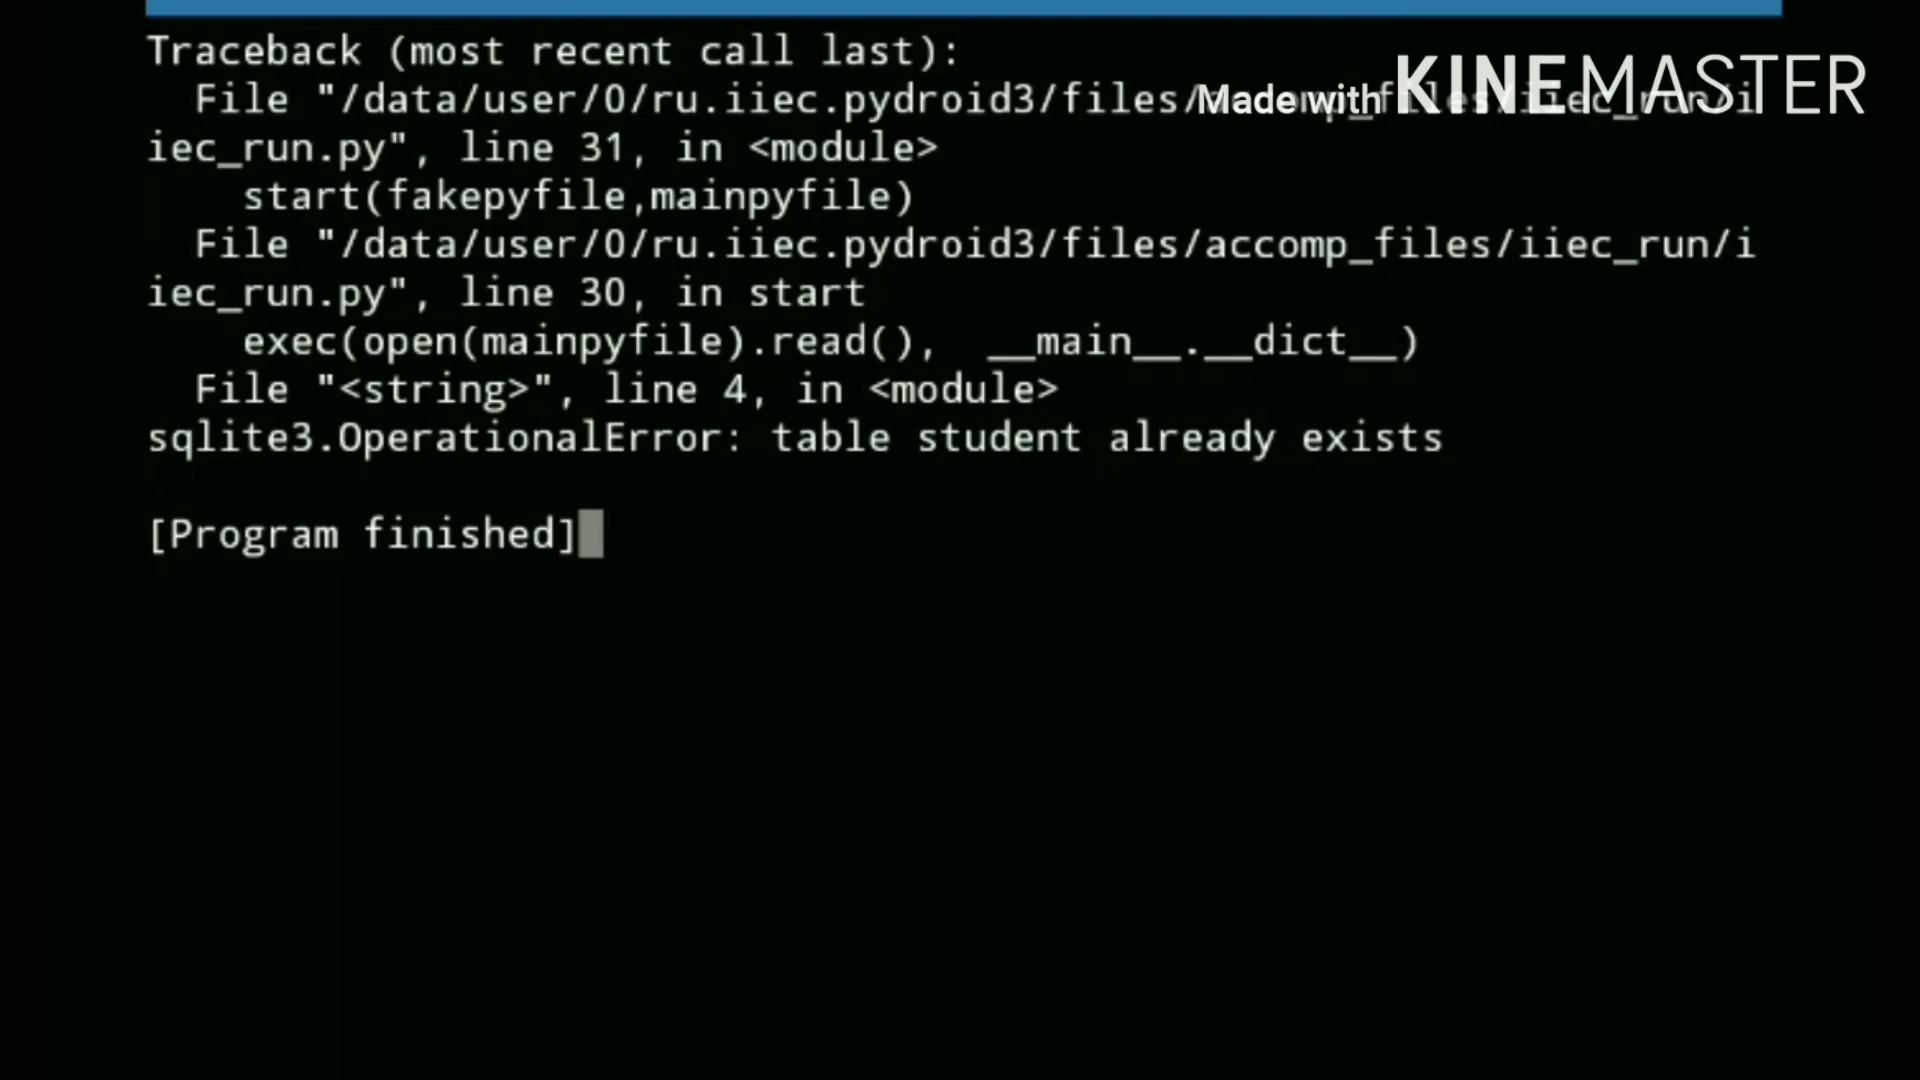 Traceback (most recent call last):
File "/data/user/0/ru.iiec.pydroid3/files/accomp_files/iiec_run/i
Made with KINEMASTER
iec_run.py", line 31, in <module>
start(fakepyfile,mainpyfile)
File "/data/user/0/ru.iiec.pydroid3/files/accomp_files/iiec_run/i
iec_run.py", line 30, in start
exec(open(mainpyfile).read(),  __main__.__dict__)
File "<string>", line 4, in <module>
sqlite3.OperationalError: table student already exists
[Program finished]